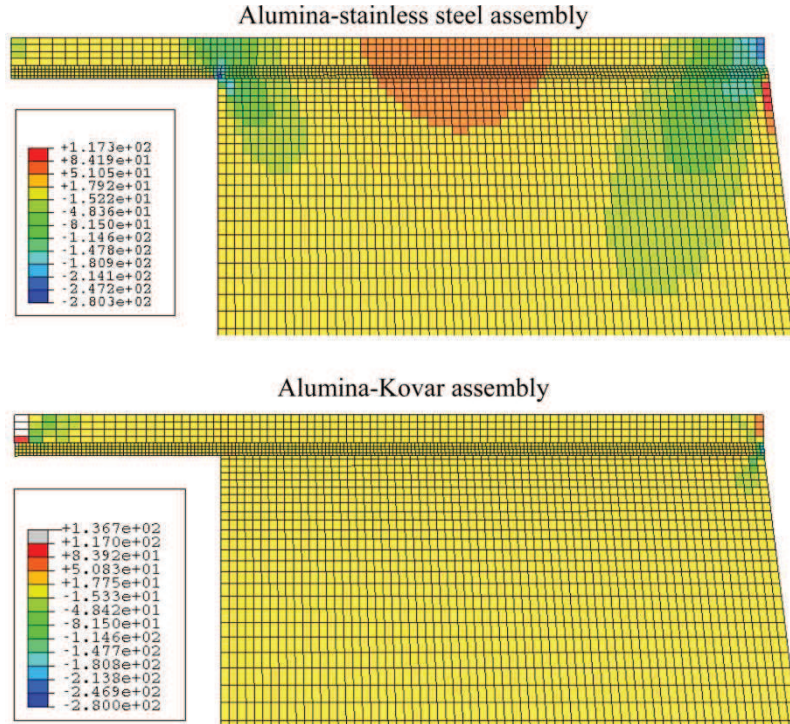 Alumina-stainless steel assembly
+1.173e+02
+8.419e+01
+5.105e+01
+1.792e+01
-1.522e+01
-4.836e+01
-8.150e+01
-1.146e+02
-1.478e+02
-1.809e+02
-2.141e+02
-2.472e+02
-2.803e+02
Alumina-Kovar assembly
+1.367e+02
+1.170e+02
+8.392e+01
+5.083e+01
+1.775e+01
-1.533e+01
-4.842e+01
-8.150e+01
-1.146e+02
-1.477e+02
-1.808e+02
-2.138e+02
-2.469e+02
-2.800e+02